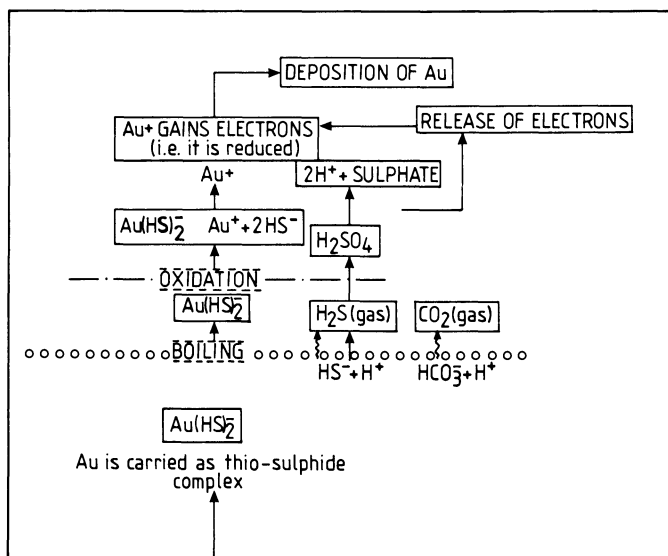 DEPOSITION OF Au
Au+ GAINS ELECTRONS
(i.e. it is reduced)
RELEASE OF ELECTRONS
Au+
2H⁺ + SULPHATE
Au(HS)₂⁻ Au⁺ + 2HS⁻
H₂SO₄
OXIDATION
Au(HS)₂⁻
H₂S (gas)
CO₂ (gas)
BOILING
HS⁻ + H⁺
HCO₃⁻ + H⁺
Au(HS)₂⁻
Au is carried as thio-sulphide
complex